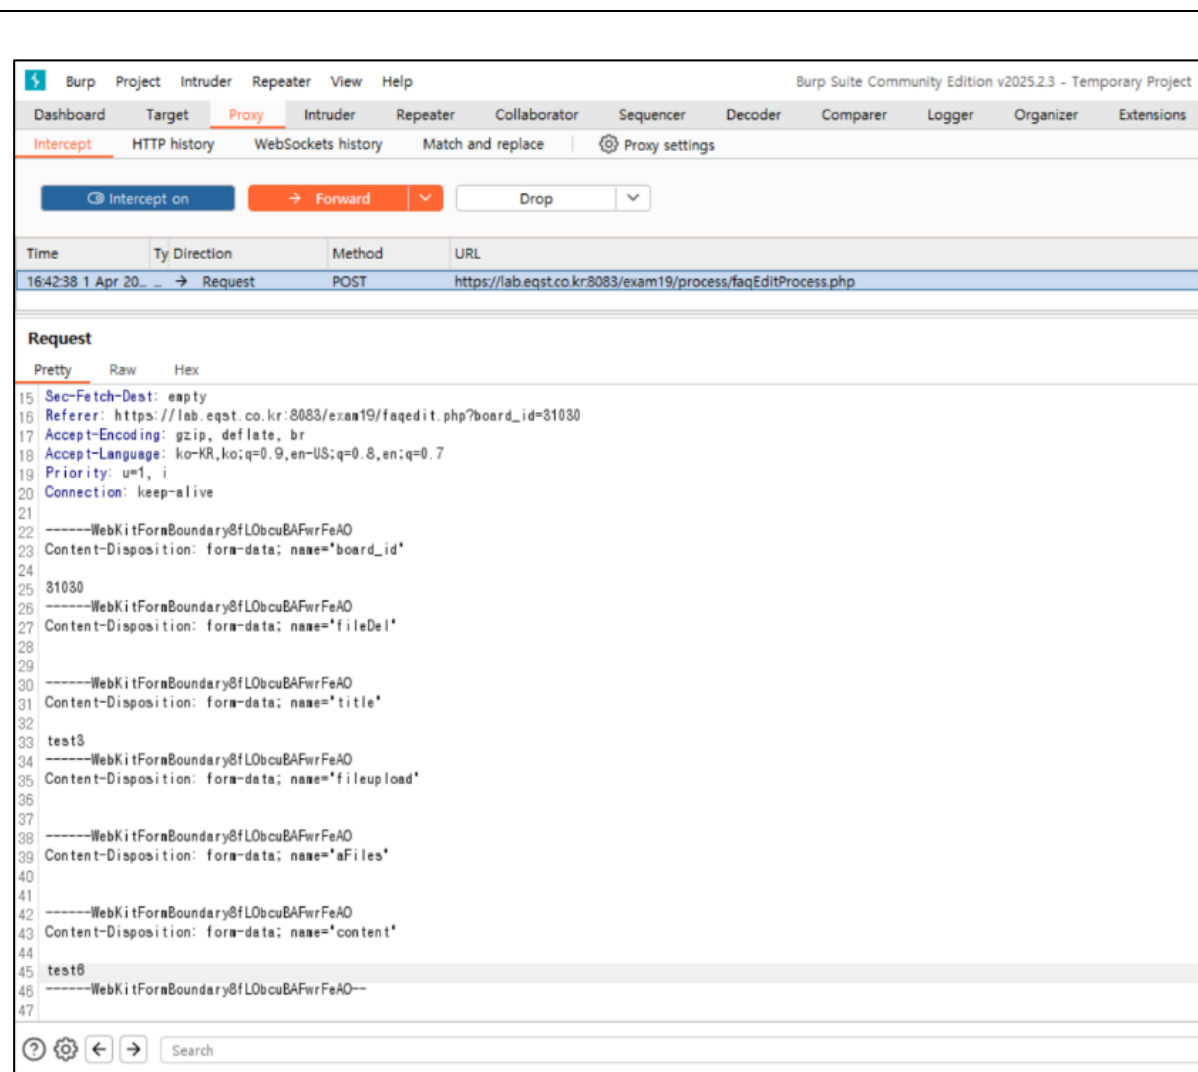 Burp Project Intruder Repeater View Help Burp Suite Community Edition v2025.2.3 - Temporary Project
Dashboard Target Proxy Intruder Repeater Collaborator Sequencer Decoder Comparer Logger Organizer Extensions
Intercept HTTP history WebSockets history Match and replace Proxy settings
Intercept on → Forward Drop
Time Ty Direction Method URL
16:42:38 1 Apr 20... ... → Request POST https://lab.eqst.co.kr:8083/exam19/process/faqEditProcess.php
Request
Pretty Raw Hex
15 Sec-Fetch-Dest: empty
16 Referer: https://lab.eqst.co.kr:8083/exam19/faqedit.php?board_id=31030
17 Accept-Encoding: gzip, deflate, br
18 Accept-Language: ko-KR,ko;q=0.9,en-US;q=0.8,en;q=0.7
19 Priority: u=1, i
20 Connection: keep-alive
21
22 ------WebKitFormBoundary8fLObcuBAFwrFeAO
23 Content-Disposition: form-data; name="board_id"
24
25 31030
26 ------WebKitFormBoundary8fLObcuBAFwrFeAO
27 Content-Disposition: form-data; name="fileDel"
28
29
30 ------WebKitFormBoundary8fLObcuBAFwrFeAO
31 Content-Disposition: form-data; name="title"
32
33 test3
34 ------WebKitFormBoundary8fLObcuBAFwrFeAO
35 Content-Disposition: form-data; name="fileupload"
36
37
38 ------WebKitFormBoundary8fLObcuBAFwrFeAO
39 Content-Disposition: form-data; name="aFiles"
40
41
42 ------WebKitFormBoundary8fLObcuBAFwrFeAO
43 Content-Disposition: form-data; name="content"
44
45 test6
46 ------WebKitFormBoundary8fLObcuBAFwrFeAO--
47
Search